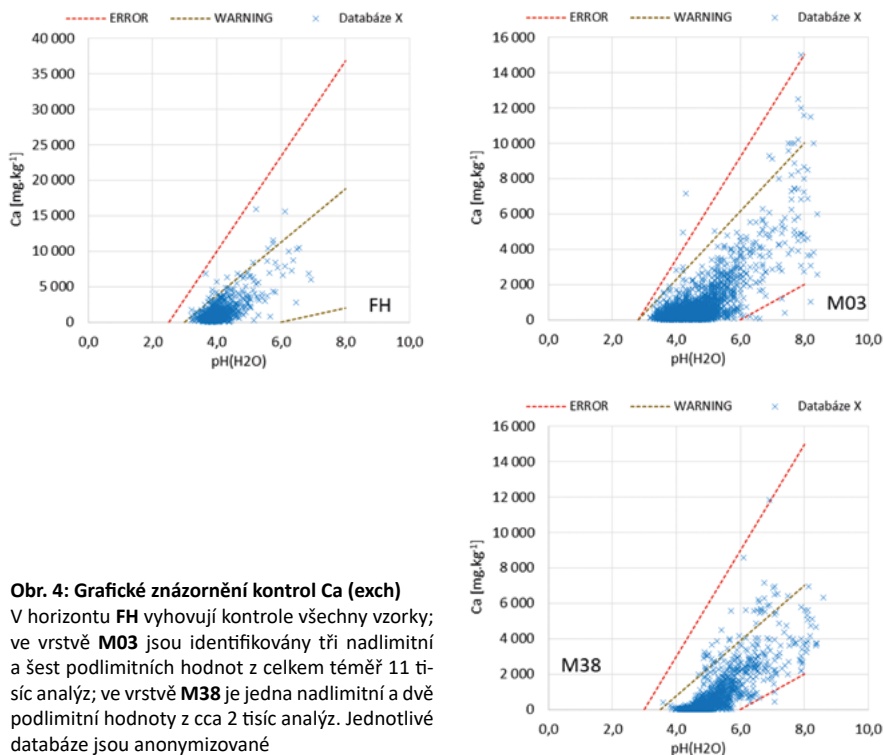 ERROR WARNING Databáze X
40 000
35 000
30 000
25 000
20 000
15 000
10 000
5 000
0
Ca [mg.kg-1]
FH
0,0 2,0 4,0 6,0 8,0 10,0
pH(H2O)
ERROR WARNING Databáze X
16 000
14 000
12 000
10 000
8 000
6 000
4 000
2 000
0
Ca [mg.kg-1]
M03
0,0 2,0 4,0 6,0 8,0 10,0
pH(H2O)
ERROR WARNING Databáze X
16 000
14 000
12 000
10 000
8 000
6 000
4 000
2 000
0
Ca [mg.kg-1]
M38
0,0 2,0 4,0 6,0 8,0 10,0
pH(H2O)
Obr. 4: Grafické znázornění kontrol Ca (exch)
V horizontu FH vyhovují kontrole všechny vzorky;
ve vrstvě M03 jsou identifikovány tři nadlimitní
a šest podlimitních hodnot z celkem téměř 11 ti-
síc analýz; ve vrstvě M38 je jedna nadlimitní a dvě
podlimitní hodnoty z cca 2 tisíc analýz. Jednotlivé
databáze jsou anonymizované